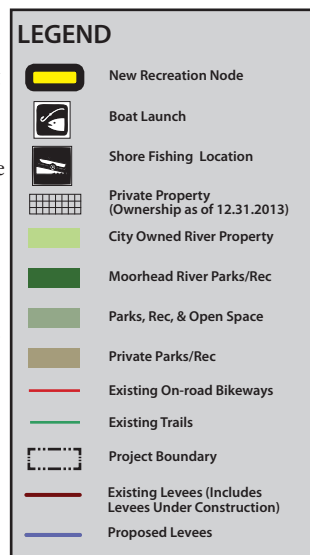 LEGEND
New Recreation Node
Boat Launch
Shore Fishing Location
e
Private Property
(Ownership as of 12.31.2013)
City Owned River Property
Moorhead River Parks/Rec
Parks, Rec, & Open Space
Private Parks/Rec
Existing On-road Bikeways
Existing Trails
Project Boundary
Existing Levees (Includes
Levees Under Construction)
Proposed Levees